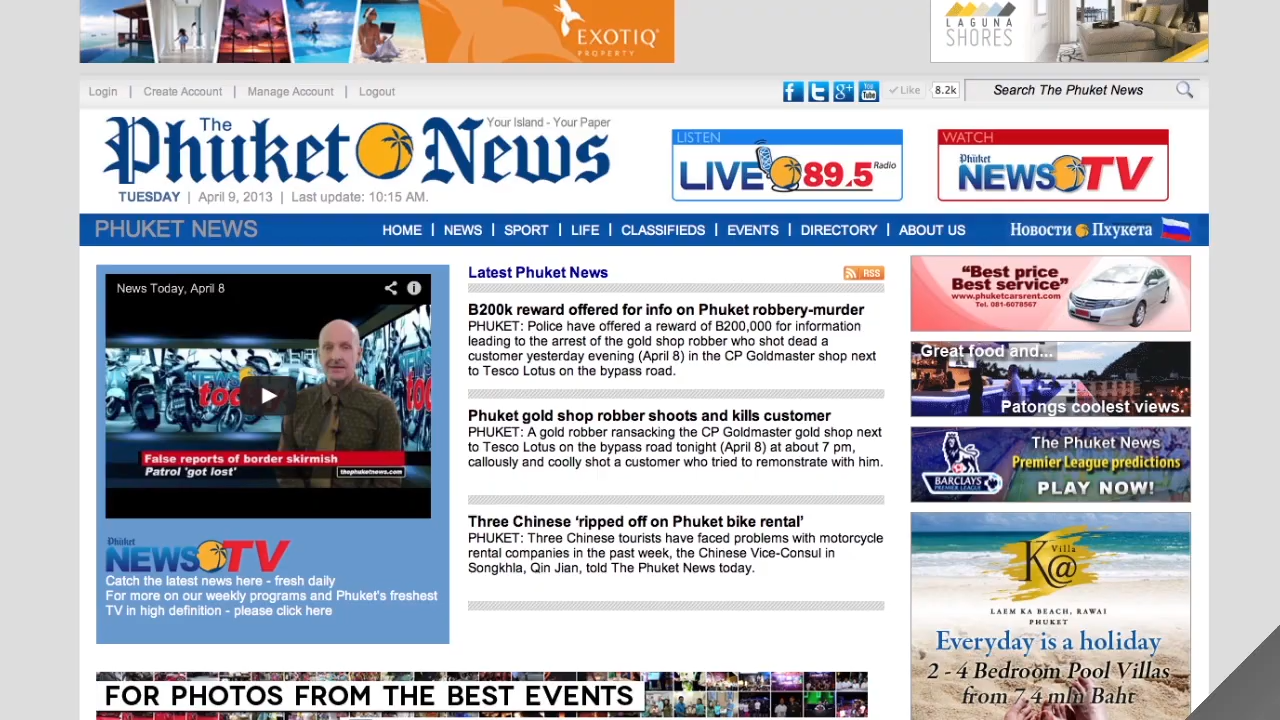 EXOTIQ
PROPERTY
LAGUNA
SHORES
Login | Create Account | Manage Account | Logout
Like 8.2k
Search The Phuket News
The Phuket News
Your Island - Your Paper
TUESDAY | April 9, 2013 | Last update: 10:15 AM.
LISTEN
LIVE 89.5 Radio
WATCH
Phuket NEWS TV
PHUKET NEWS
HOME | NEWS | SPORT | LIFE | CLASSIFIEDS | EVENTS | DIRECTORY | ABOUT US
Новости Пхукета
News Today, April 8
False reports of border skirmish
Patrol 'got lost'
thephuketnews.com
Phuket NEWS TV
Catch the latest news here - fresh daily
For more on our weekly programs and Phuket's freshest
TV in high definition - please click here
Latest Phuket News
RSS
B200k reward offered for info on Phuket robbery-murder
PHUKET: Police have offered a reward of B200,000 for information
leading to the arrest of the gold shop robber who shot dead a
customer yesterday evening (April 8) in the CP Goldmaster shop next
to Tesco Lotus on the bypass road.
Phuket gold shop robber shoots and kills customer
PHUKET: A gold robber ransacking the CP Goldmaster gold shop next
to Tesco Lotus on the bypass road tonight (April 8) at about 7 pm,
callously and coolly shot a customer who tried to remonstrate with him.
Three Chinese ‘ripped off on Phuket bike rental’
PHUKET: Three Chinese tourists have faced problems with motorcycle
rental companies in the past week, the Chinese Vice-Consul in
Songkhla, Qin Jian, told The Phuket News today.
“Best price
Best service”
www.phuketcarsrent.com
Tel. 081-6078567
Great food and...
Patongs coolest views.
BARCLAYS
PREMIER LEAGUE
The Phuket News
Premier League predictions
PLAY NOW!
Villa
K@
LAEM KA BEACH, RAWAI
PHUKET
Everyday is a holiday
2 - 4 Bedroom Pool Villas
from 7.4 mln Baht
FOR PHOTOS FROM THE BEST EVENTS